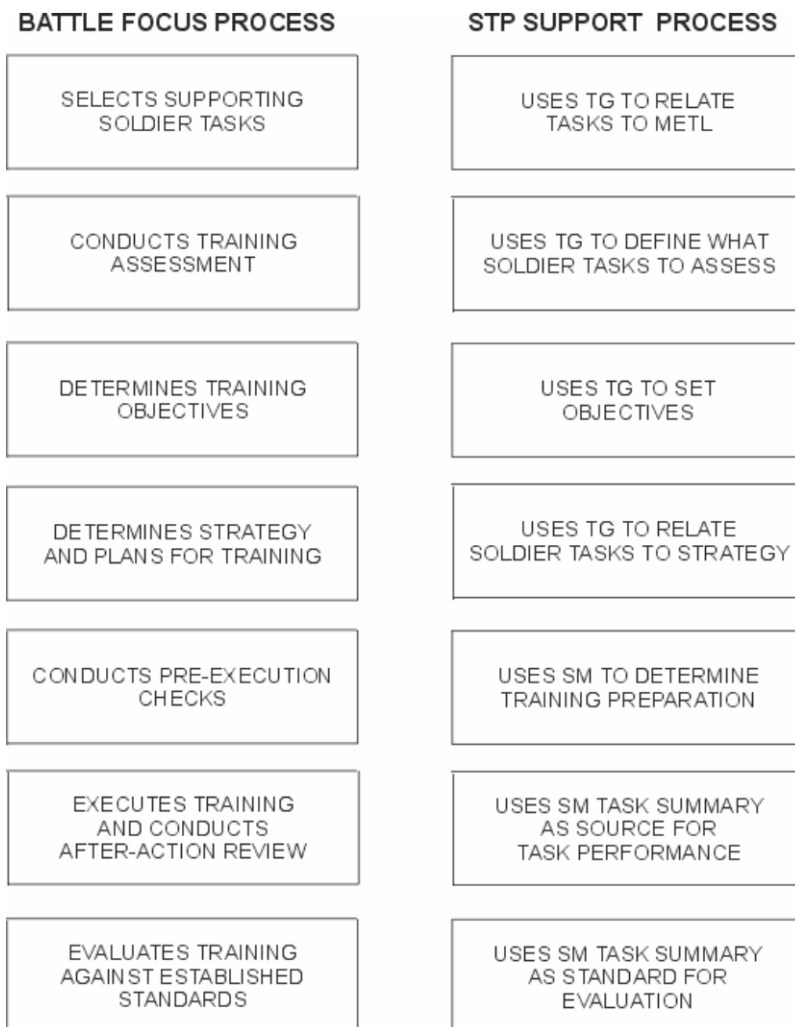 BATTLE FOCUS PROCESS
STP SUPPORT PROCESS
SELECTS SUPPORTING
SOLDIER TASKS
USES TG TO RELATE
TASKS TO METL
CONDUCTS TRAINING
ASSESSMENT
USES TG TO DEFINE WHAT
SOLDIER TASKS TO ASSESS
DETERMINES TRAINING
OBJECTIVES
USES TG TO SET
OBJECTIVES
DETERMINES STRATEGY
AND PLANS FOR TRAINING
USES TG TO RELATE
SOLDIER TASKS TO STRATEGY
CONDUCTS PRE-EXECUTION
CHECKS
USES SM TO DETERMINE
TRAINING PREPARATION
EXECUTES TRAINING
AND CONDUCTS
AFTER-ACTION REVIEW
USES SM TASK SUMMARY
AS SOURCE FOR
TASK PERFORMANCE
EVALUATES TRAINING
AGAINST ESTABLISHED
STANDARDS
USES SM TASK SUMMARY
AS STANDARD FOR
EVALUATION